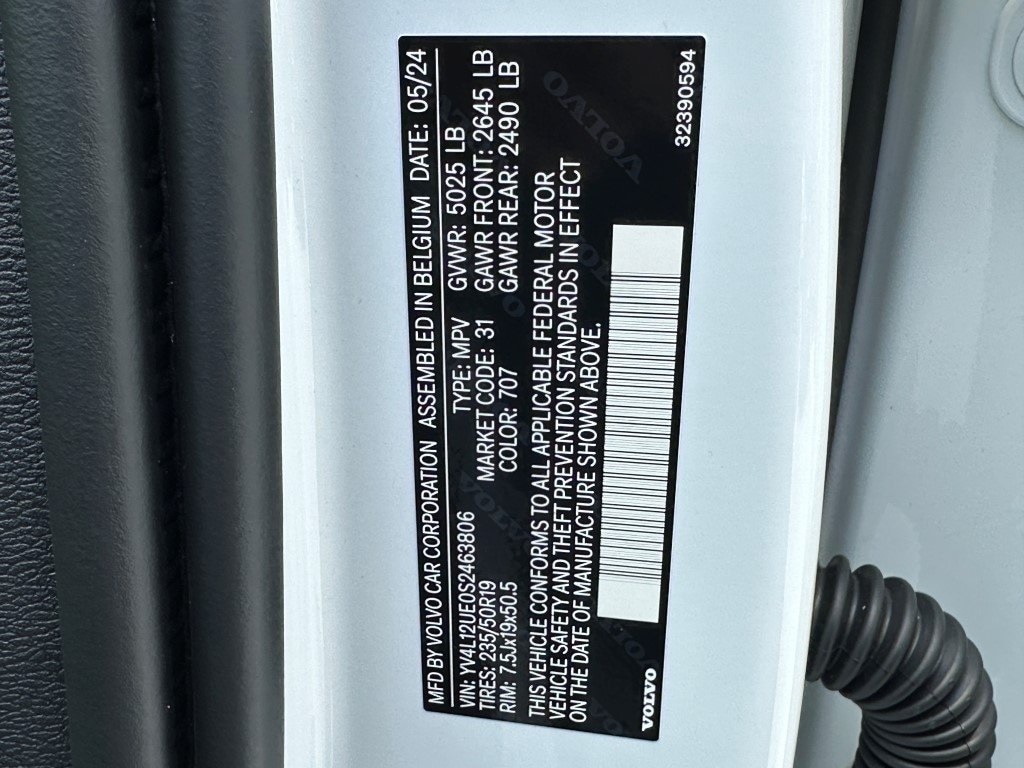 MFD BY VOLVO CAR CORPORATION ASSEMBLED IN BELGIUM DATE: 05/24
VIN: YV4L12UE0S2463806 TYPE: MPV GVWR: 5025 LB
TIRES: 235/50R19 MARKET CODE: 31 GAWR FRONT: 2645 LB
RIM: 7.5Jx19x50.5 COLOR: 707 GAWR REAR: 2490 LB
THIS VEHICLE CONFORMS TO ALL APPLICABLE FEDERAL MOTOR
VEHICLE SAFETY AND THEFT PREVENTION STANDARDS IN EFFECT
ON THE DATE OF MANUFACTURE SHOWN ABOVE.
VOLVO 32390594